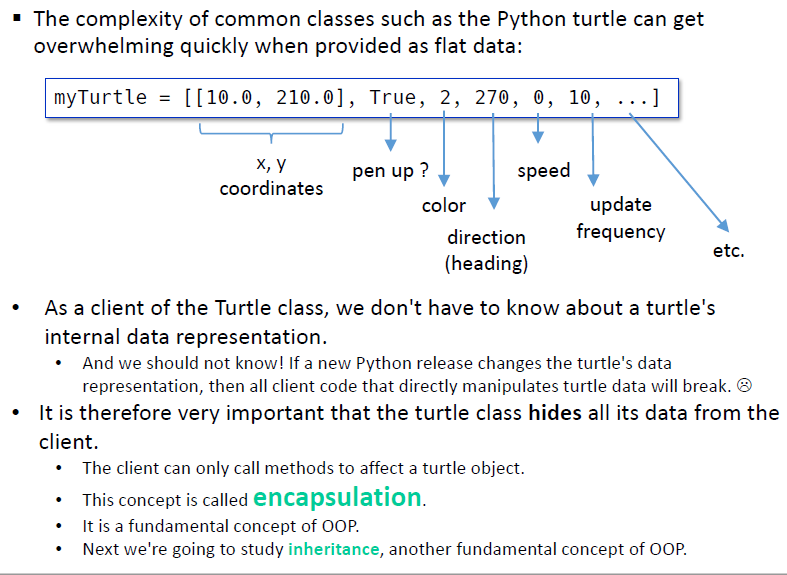 ▪ The complexity of common classes such as the Python turtle can get
overwhelming quickly when provided as flat data:
myTurtle = [[10.0, 210.0], True, 2, 270, 0, 10, ...]
x, y
coordinates
pen up ?
color
direction
(heading)
speed
update
frequency
etc.
• As a client of the Turtle class, we don't have to know about a turtle's
internal data representation.
• And we should not know! If a new Python release changes the turtle's data
representation, then all client code that directly manipulates turtle data will break. ☹
• It is therefore very important that the turtle class hides all its data from the
client.
• The client can only call methods to affect a turtle object.
• This concept is called encapsulation.
• It is a fundamental concept of OOP.
• Next we're going to study inheritance, another fundamental concept of OOP.